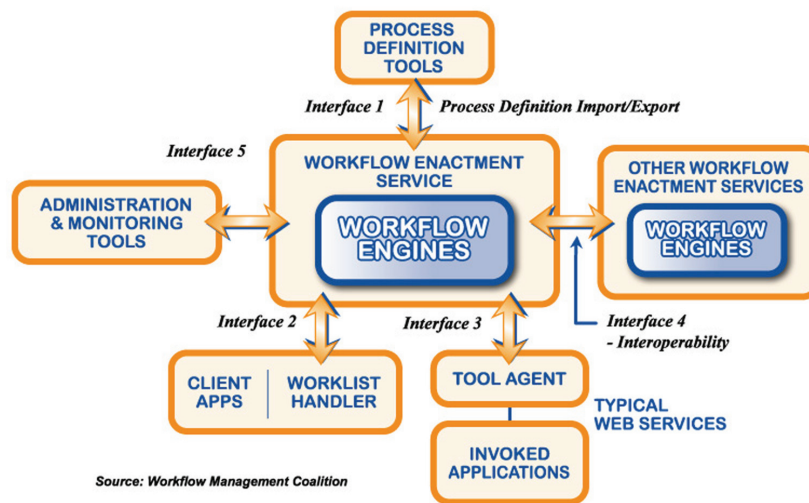 PROCESS
DEFINITION
TOOLS
Interface 1
Process Definition Import/Export
Interface 5
WORKFLOW ENACTMENT
SERVICE
WORKFLOW
ENGINES
OTHER WORKFLOW
ENACTMENT SERVICES
WORKFLOW
ENGINES
ADMINISTRATION
& MONITORING
TOOLS
Interface 2
Interface 3
Interface 4
- Interoperability
CLIENT
APPS
WORKLIST
HANDLER
TOOL AGENT
TYPICAL
WEB SERVICES
INVOKED
APPLICATIONS
Source: Workflow Management Coalition